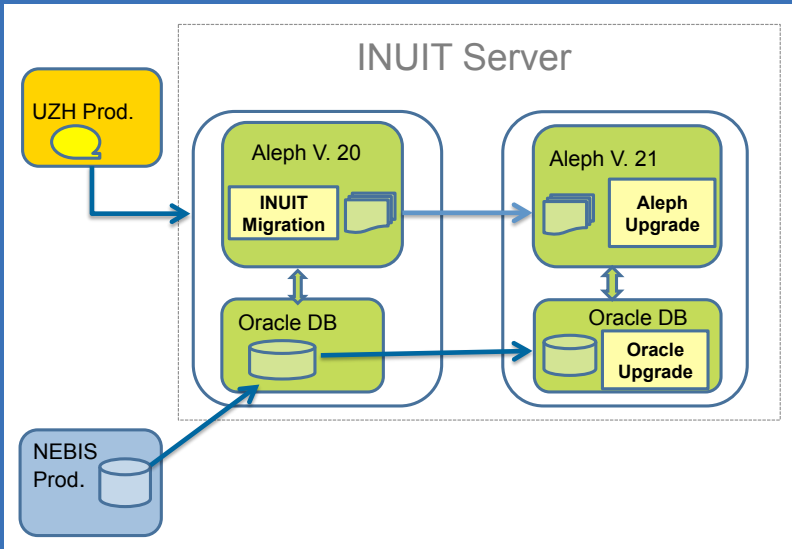 INUIT Server
UZH Prod.
Aleph V. 20
INUIT
Migration
Aleph V. 21
Aleph
Upgrade
Oracle DB
Oracle DB
Oracle
Upgrade
NEBIS
Prod.